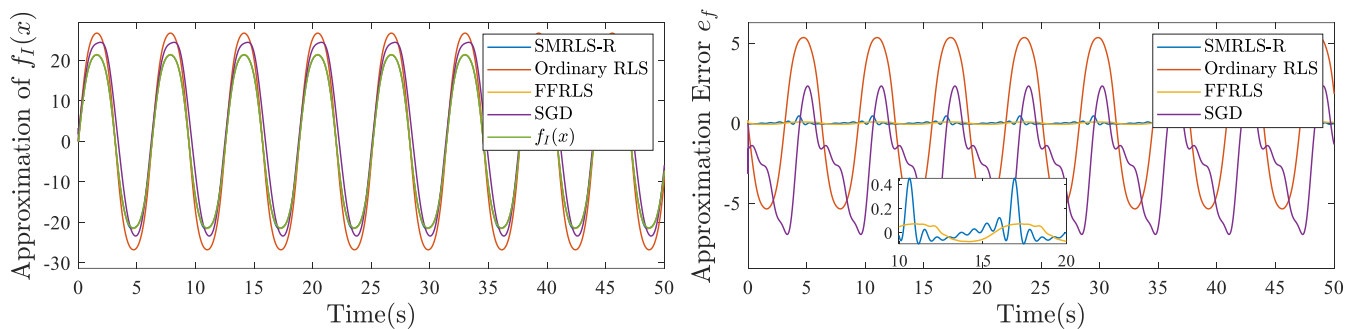 Approximation of f_I(x
20
10
0
-10
-20
-30
0 5 10 15 20 25 30 35 40 45 50
Time(s)
SMRLS-R
Ordinary RLS
FFRLS
SGD
f_I(x)
Approximation Error e_f
5
0
-5
0 5 10 15 20 25 30 35 40 45 50
Time(s)
SMRLS-R
Ordinary RLS
FFRLS
SGD
0.4
0.2
0
10 15 20